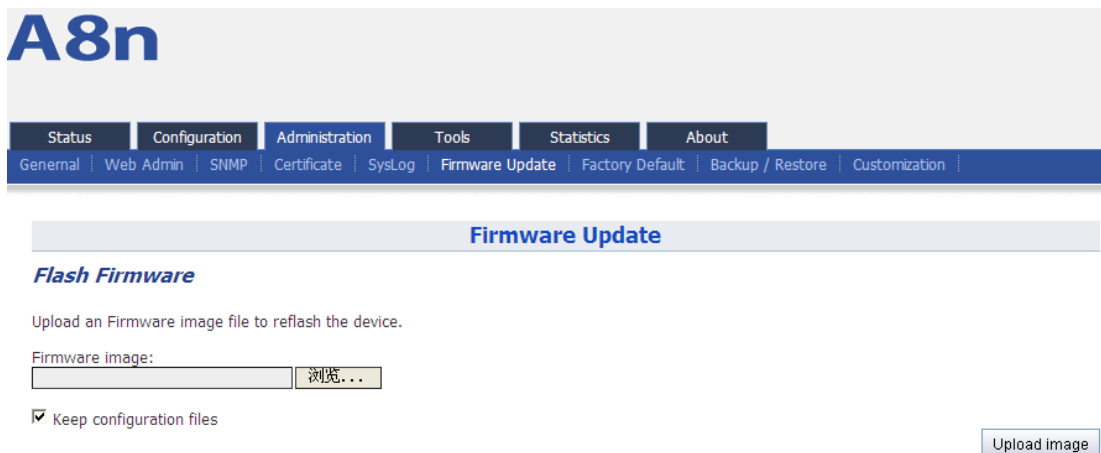 A8n
Status Configuration Administration Tools Statistics About
Genernal Web Admin SNMP Certificate SysLog Firmware Update Factory Default Backup / Restore Customization
Firmware Update
Flash Firmware
Upload an Firmware image file to reflash the device.
Firmware image:
浏览...
Keep configuration files
Upload image